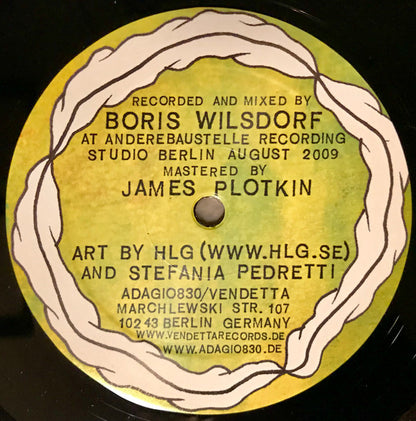 RECORDED AND MIXED BY
BORIS WILSDORF
AT ANDEREBAUSTELLE RECORDING
STUDIO BERLIN AUGUST 2009
MASTERED BY
JAMES PLOTKIN
ART BY HLG (WWW.HLG.SE)
AND STEFANIA PEDRETTI
ADAGIO830/VENDETTA
MARCHLEWSKI STR. 107
10243 BERLIN GERMANY
WWW.VENDETTARECORDS.DE
WWW.ADAGIO830.DE